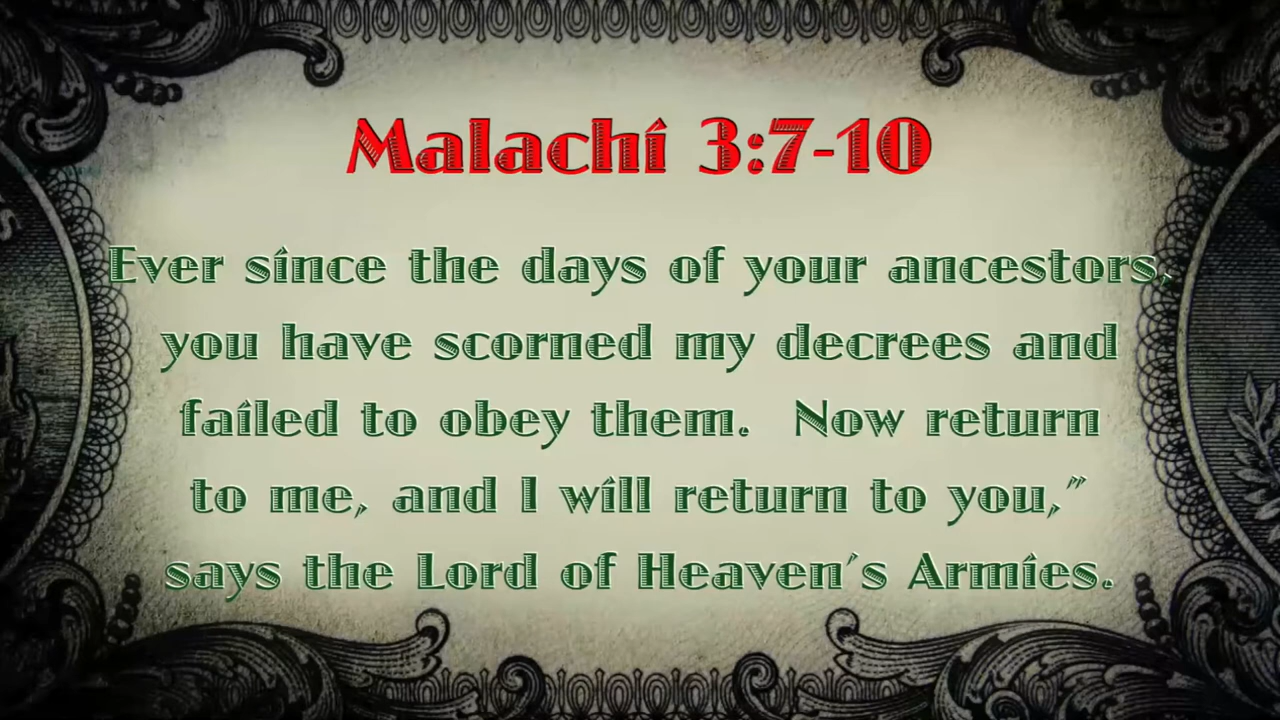 Malachi 3:7-10
Ever since the days of your ancestors,
you have scorned my decrees and
failed to obey them.  Now return
to me, and I will return to you,"
says the Lord of Heaven's Armies.